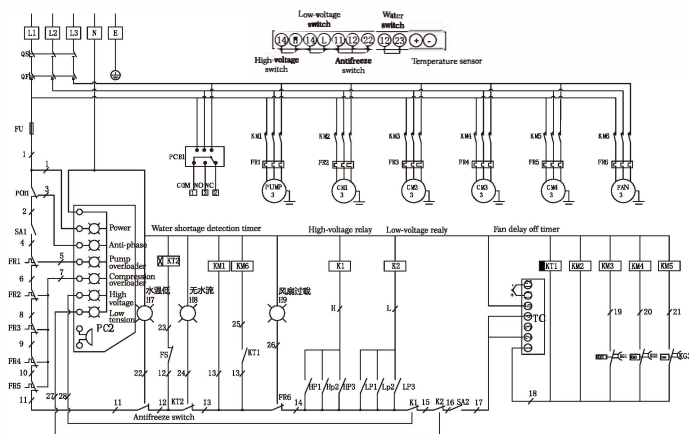 Low-voltage
switch
Water
switch
14 H 14 L 11 12 22 12 23 + -
High-voltage
switch
Antifreeze
switch
Temperature sensor
L1 L2 L3 N E
QS
QF
FU
PCB1
COM NO NC
1 3 2
KM1 KM2 KM3 KM4 KM5 KM6
FR1 FR2 FR3 FR4 FR5 FR6
PUMP CM1 CM2 CM3 CM4 FAN
3 3 3 3 3 3
1
1
POB1
3
2
SA1
4
FR1
5
7
6
FR2
8
FR3
9
FR4
10
FR5
11
27 28
Power
Anti-phase
Pump
overloader
Compression
overloader
High
voltage
Low
tension
PC2
Water shortage detection timer
High-voltage relay
Low-voltage realy
Fan delay off timer
KT2 KM1 KM6 K1 K2 KT1 KM2 KM3 KM4 KM5
水温低
H7
无水流
H8
风扇过载
H9
H
L
TC
23
25
26
FS
KT1
22 12 24 13 13
19 20 21
HP1 Hp2 HP3 LP1 Lp2 LP3
11 12 KT2 13 FR6 14 K1 15 K2 16 SA2 17 18
Antifreeze switch